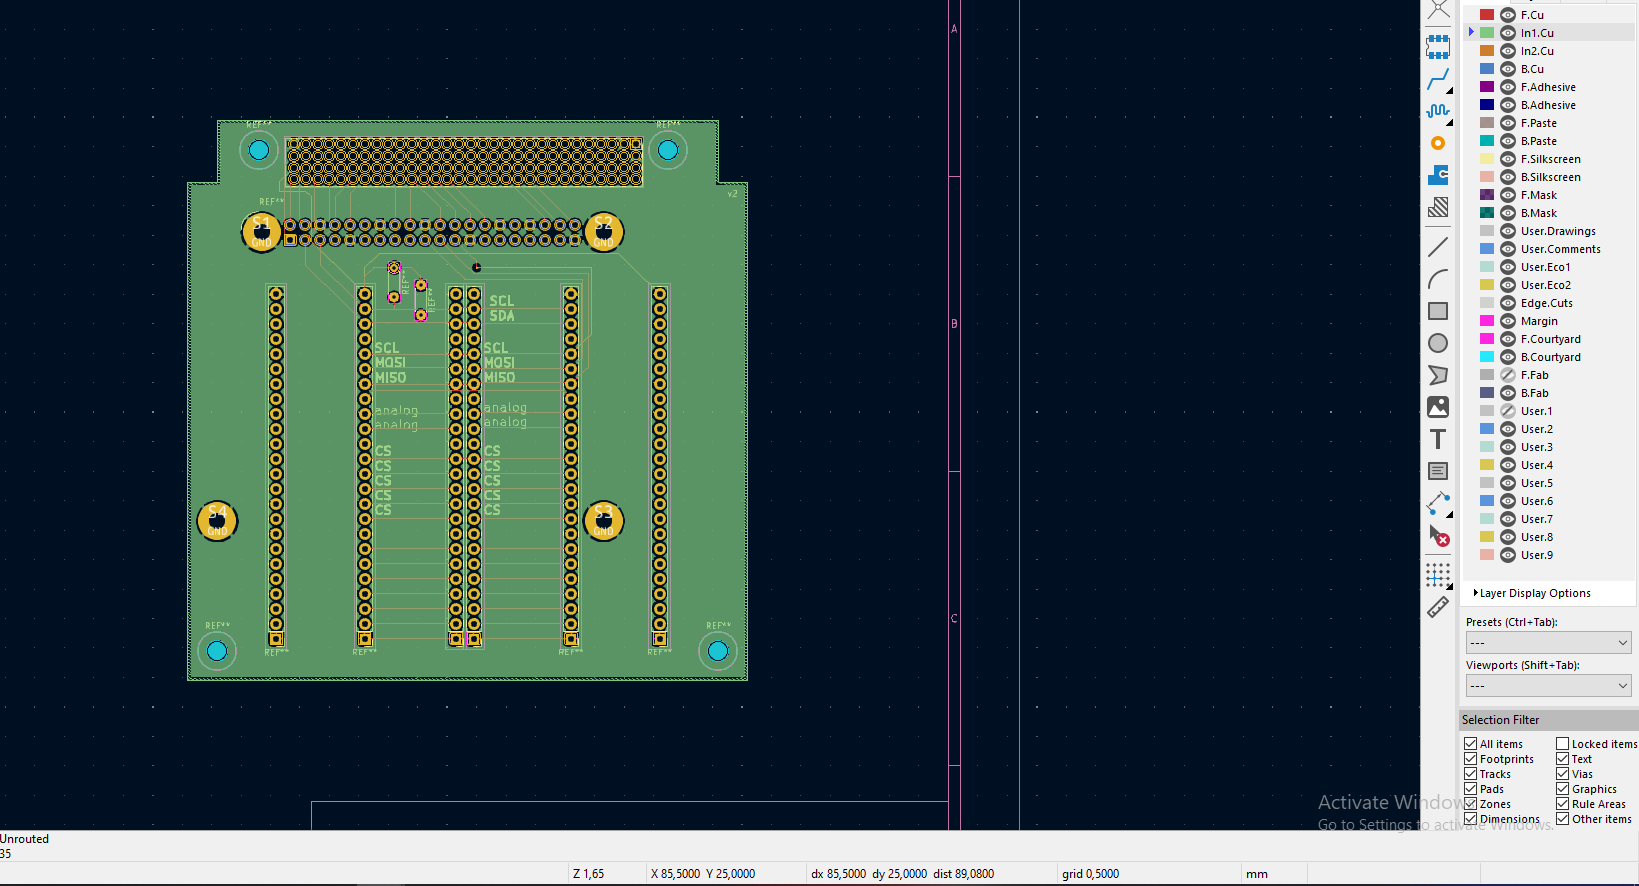 F.Cu
In1.Cu
In2.Cu
B.Cu
F.Adhesive
B.Adhesive
F.Paste
B.Paste
F.Silkscreen
B.Silkscreen
F.Mask
B.Mask
User.Drawings
User.Comments
User.Eco1
User.Eco2
Edge.Cuts
Margin
F.Courtyard
B.Courtyard
F.Fab
B.Fab
User.1
User.2
User.3
User.4
User.5
User.6
User.7
User.8
User.9
Layer Display Options
Presets (Ctrl+Tab):
---
Viewports (Shift+Tab):
---
Selection Filter
All items Locked items
Footprints Text
Tracks Vias
Pads Graphics
Zones Rule Areas
Dimensions Other items
Activate Window
Go to Settings to activate Windows.
A
B
C
REF** REF**
v.2
REF**
S1 S2
GND GND
REF**
REF**
SCL
SDA
SCL SCL
MOSI MOSI
MISO MISO
analog analog
analog analog
CS CS
CS CS
CS CS
CS CS
CS CS
S4 S3
GND GND
REF** REF**
REF** REF** REF** REF**
Unrouted
35
Z 1,65 X 85,5000 Y 25,0000 dx 85,5000 dy 25,0000 dist 89,0800 grid 0,5000 mm